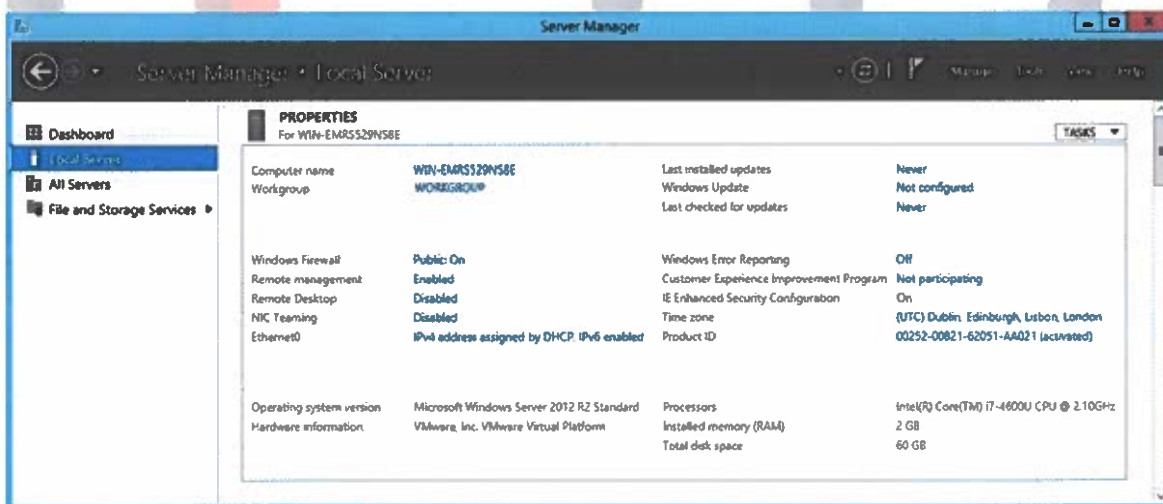 Server Manager
Server Manager • Local Server
Manage Tools View Help
Dashboard
Local Server
All Servers
File and Storage Services
PROPERTIES
For WIN-EMRS529NS8E
TASKS
Computer name WIN-EMRS529NS8E Last installed updates Never
Workgroup WORKGROUP Windows Update Not configured
Last checked for updates Never
Windows Firewall Public: On Windows Error Reporting Off
Remote management Enabled Customer Experience Improvement Program Not participating
Remote Desktop Disabled IE Enhanced Security Configuration On
NIC Teaming Disabled Time zone (UTC) Dublin, Edinburgh, Lisbon, London
Ethernet0 IPv4 address assigned by DHCP, IPv6 enabled Product ID 00252-00821-62051-AA021 (activated)
Operating system version Microsoft Windows Server 2012 R2 Standard Processors Intel(R) Core(TM) i7-4600U CPU @ 2.10GHz
Hardware information VMware, Inc. VMware Virtual Platform Installed memory (RAM) 2 GB
Total disk space 60 GB